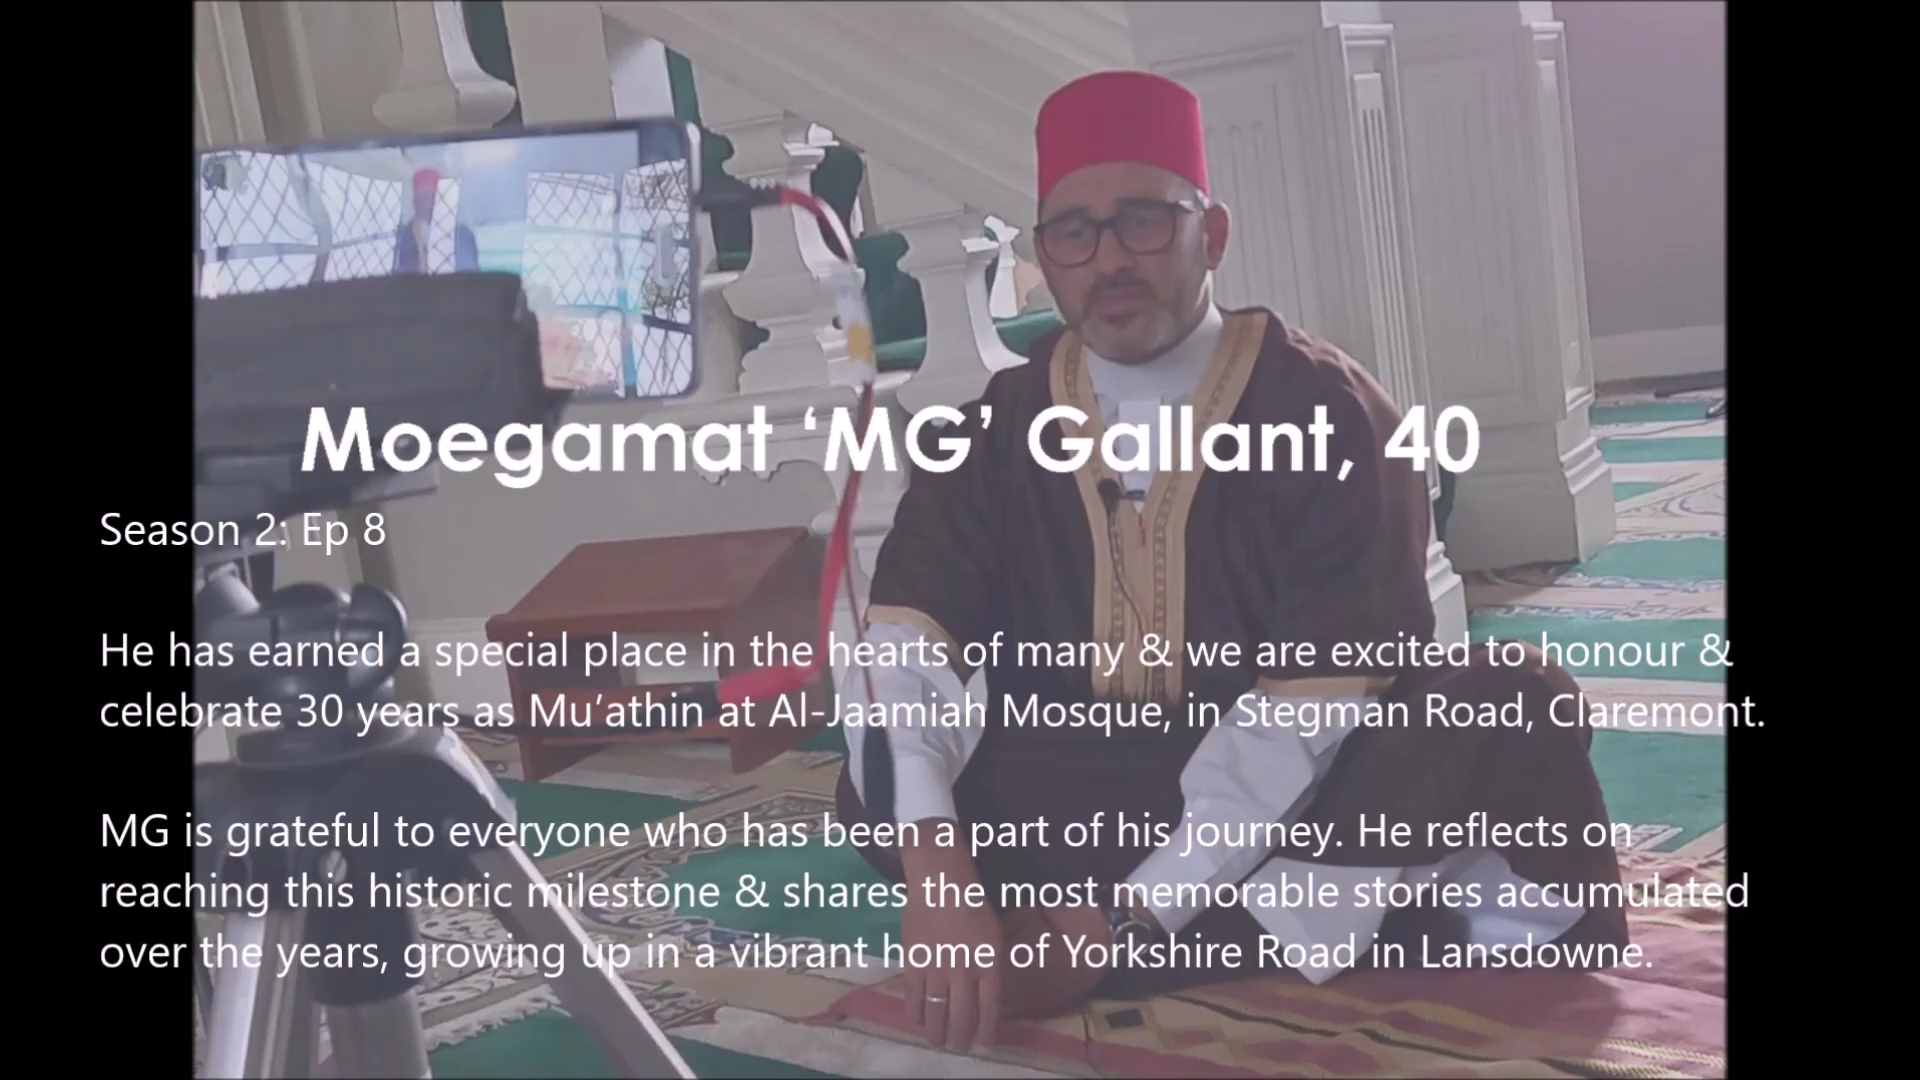 Moegamat ‘MG’ Gallant, 40
Season 2: Ep 8
He has earned a special place in the hearts of many & we are excited to honour &
celebrate 30 years as Mu’athin at Al-Jaamiah Mosque, in Stegman Road, Claremont.
MG is grateful to everyone who has been a part of his journey. He reflects on
reaching this historic milestone & shares the most memorable stories accumulated
over the years, growing up in a vibrant home of Yorkshire Road in Lansdowne.